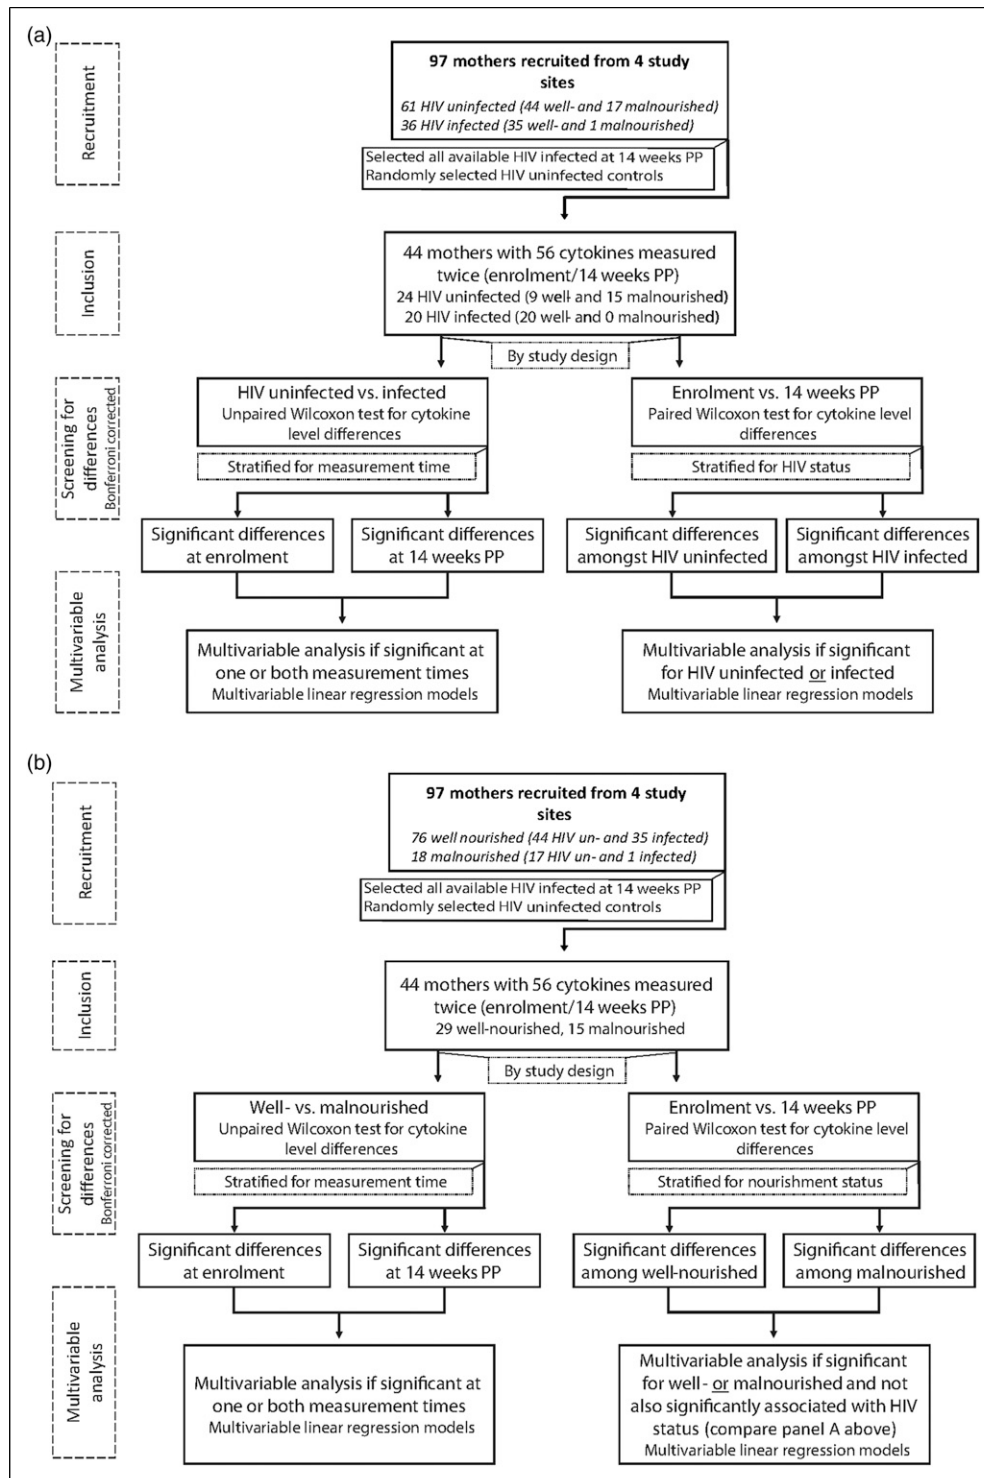 (a)
Recruitment
97 mothers recruited from 4 study
sites
61 HIV uninfected (44 well- and 17 malnourished)
36 HIV infected (35 well- and 1 malnourished)
Selected all available HIV infected at 14 weeks PP
Randomly selected HIV uninfected controls
Inclusion
44 mothers with 56 cytokines measured
twice (enrolment/14 weeks PP)
24 HIV uninfected (9 well- and 15 malnourished)
20 HIV infected (20 well- and 0 malnourished)
By study design
Screening for
differences
Bonferroni corrected
HIV uninfected vs. infected
Unpaired Wilcoxon test for cytokine
level differences
Stratified for measurement time
Enrolment vs. 14 weeks PP
Paired Wilcoxon test for cytokine level
differences
Stratified for HIV status
Significant differences
at enrolment
Significant differences
at 14 weeks PP
Significant differences
amongst HIV uninfected
Significant differences
amongst HIV infected
Multivariable
analysis
Multivariable analysis if significant at
one or both measurement times
Multivariable linear regression models
Multivariable analysis if significant
for HIV uninfected or infected
Multivariable linear regression models
(b)
Recruitment
97 mothers recruited from 4 study
sites
76 well nourished (44 HIV un- and 35 infected)
18 malnourished (17 HIV un- and 1 infected)
Selected all available HIV infected at 14 weeks PP
Randomly selected HIV uninfected controls
Inclusion
44 mothers with 56 cytokines measured
twice (enrolment/14 weeks PP)
29 well-nourished, 15 malnourished
By study design
Screening for
differences
Bonferroni corrected
Well- vs. malnourished
Unpaired Wilcoxon test for cytokine
level differences
Stratified for measurement time
Enrolment vs. 14 weeks PP
Paired Wilcoxon test for cytokine level
differences
Stratified for nourishment status
Significant differences
at enrolment
Significant differences
at 14 weeks PP
Significant differences
among well-nourished
Significant differences
among malnourished
Multivariable
analysis
Multivariable analysis if significant at
one or both measurement times
Multivariable linear regression models
Multivariable analysis if significant
for well- or malnourished and not
also significantly associated with HIV
status (compare panel A above)
Multivariable linear regression models